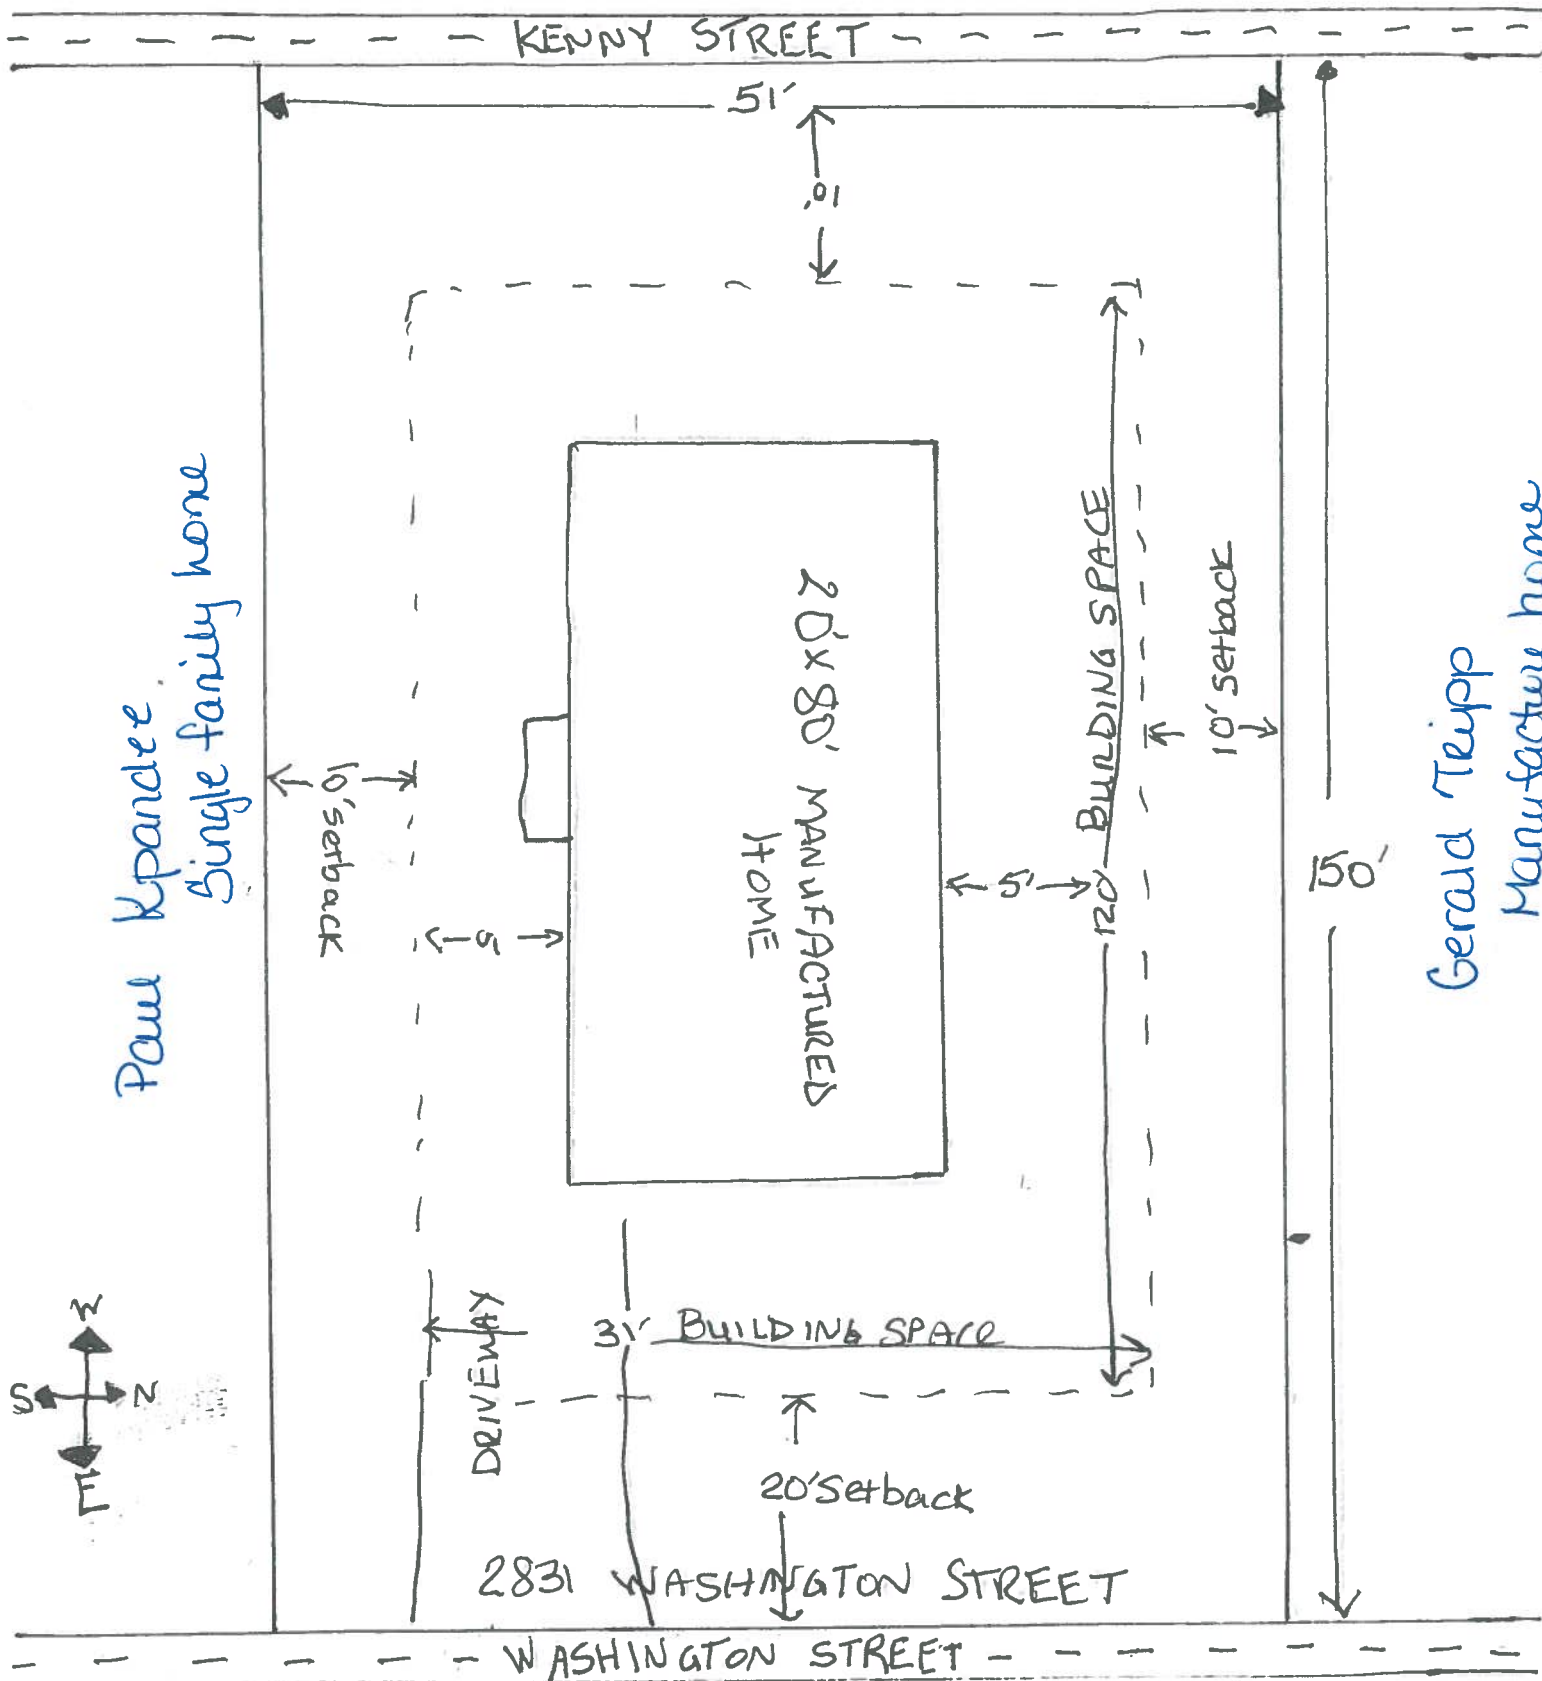 KENNY STREET
51'
10'
Paul Kpandee
Single family home
10' setback
5'
20' x 80' MANUFACTURED
HOME
5'
120' BUILDING SPACE
10' setback
150'
Gerald Tripp
Manufacture home
W
S N
E
DRIVEWAY
31' BUILDING SPACE
20' Setback
2831 WASHINGTON STREET
WASHINGTON STREET